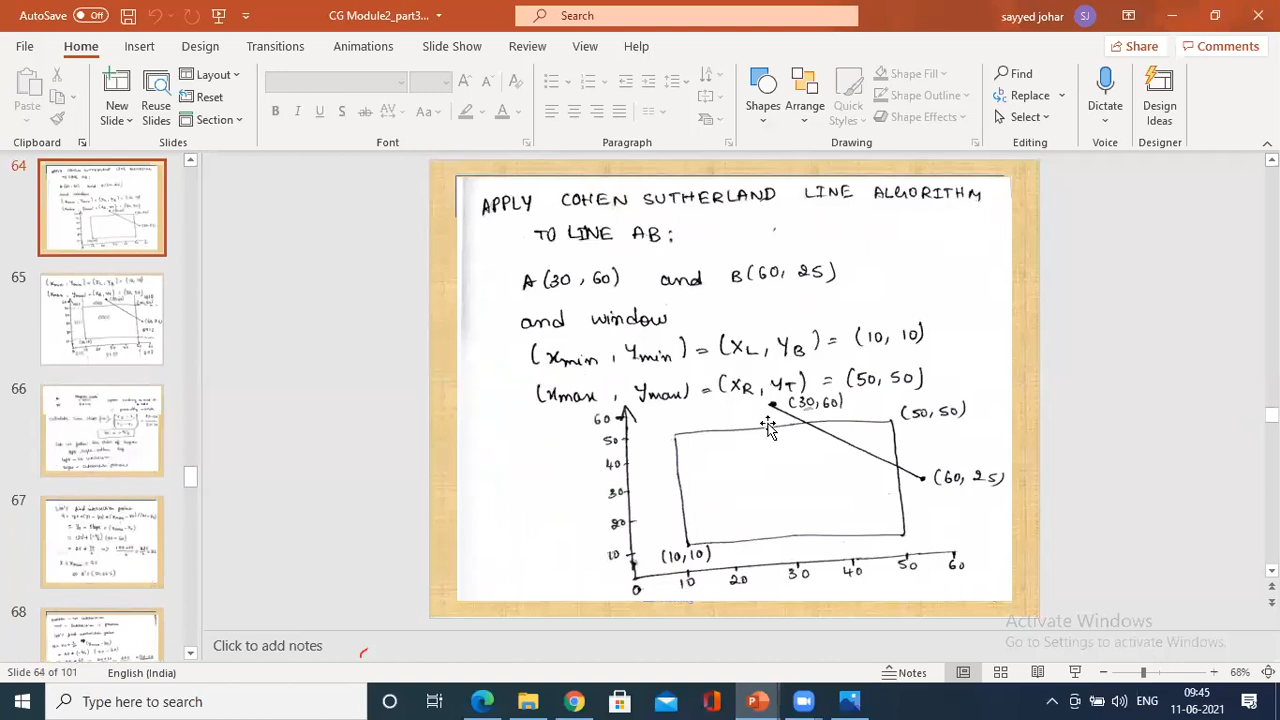 AutoSave Off
CG Module2_part3...
Search
sayyed johar SJ
File Home Insert Draw Design Transitions Animations Slide Show Review View Help
Share Comments
Paste
New Slide
Reuse Slides
Layout
Reset
Section
B I U S ab AV Aa A
Shapes Arrange Quick Styles
Shape Fill
Shape Outline
Shape Effects
Find
Replace
Select
Dictate
Design Ideas
Clipboard Slides Font Paragraph Drawing Editing Voice Designer
64
65
66
67
68
APPLY COHEN SUTHERLAND LINE ALGORITHM
TO LINE AB:
A(30,60) and B(60, 25)
and window
(xmin, Ymin) = (XL, YB) = (10, 10)
(xmax, Ymax) = (XR, YT) = (50, 50)
(30,60)
(50,50)
60
50
40
30
20
10
(60, 25)
(10,10)
0 10 20 30 40 50 60
Activate Windows
Go to Settings to activate Windows.
Click to add notes
Slide 64 of 101 English (India) Notes 68%
Type here to search
ENG
09:45
11-06-2021